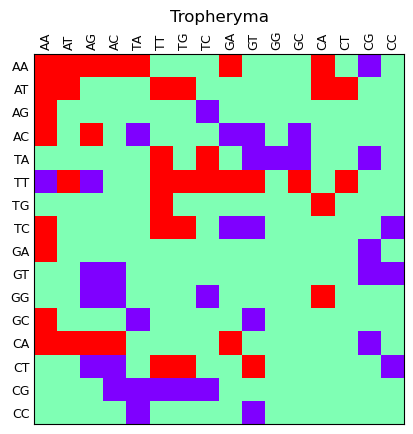 Tropheryma
AA AT AG AC TA TT TG TC GA GT GG GC CA CT CG CC
AA
AT
AG
AC
TA
TT
TG
TC
GA
GT
GG
GC
CA
CT
CG
CC